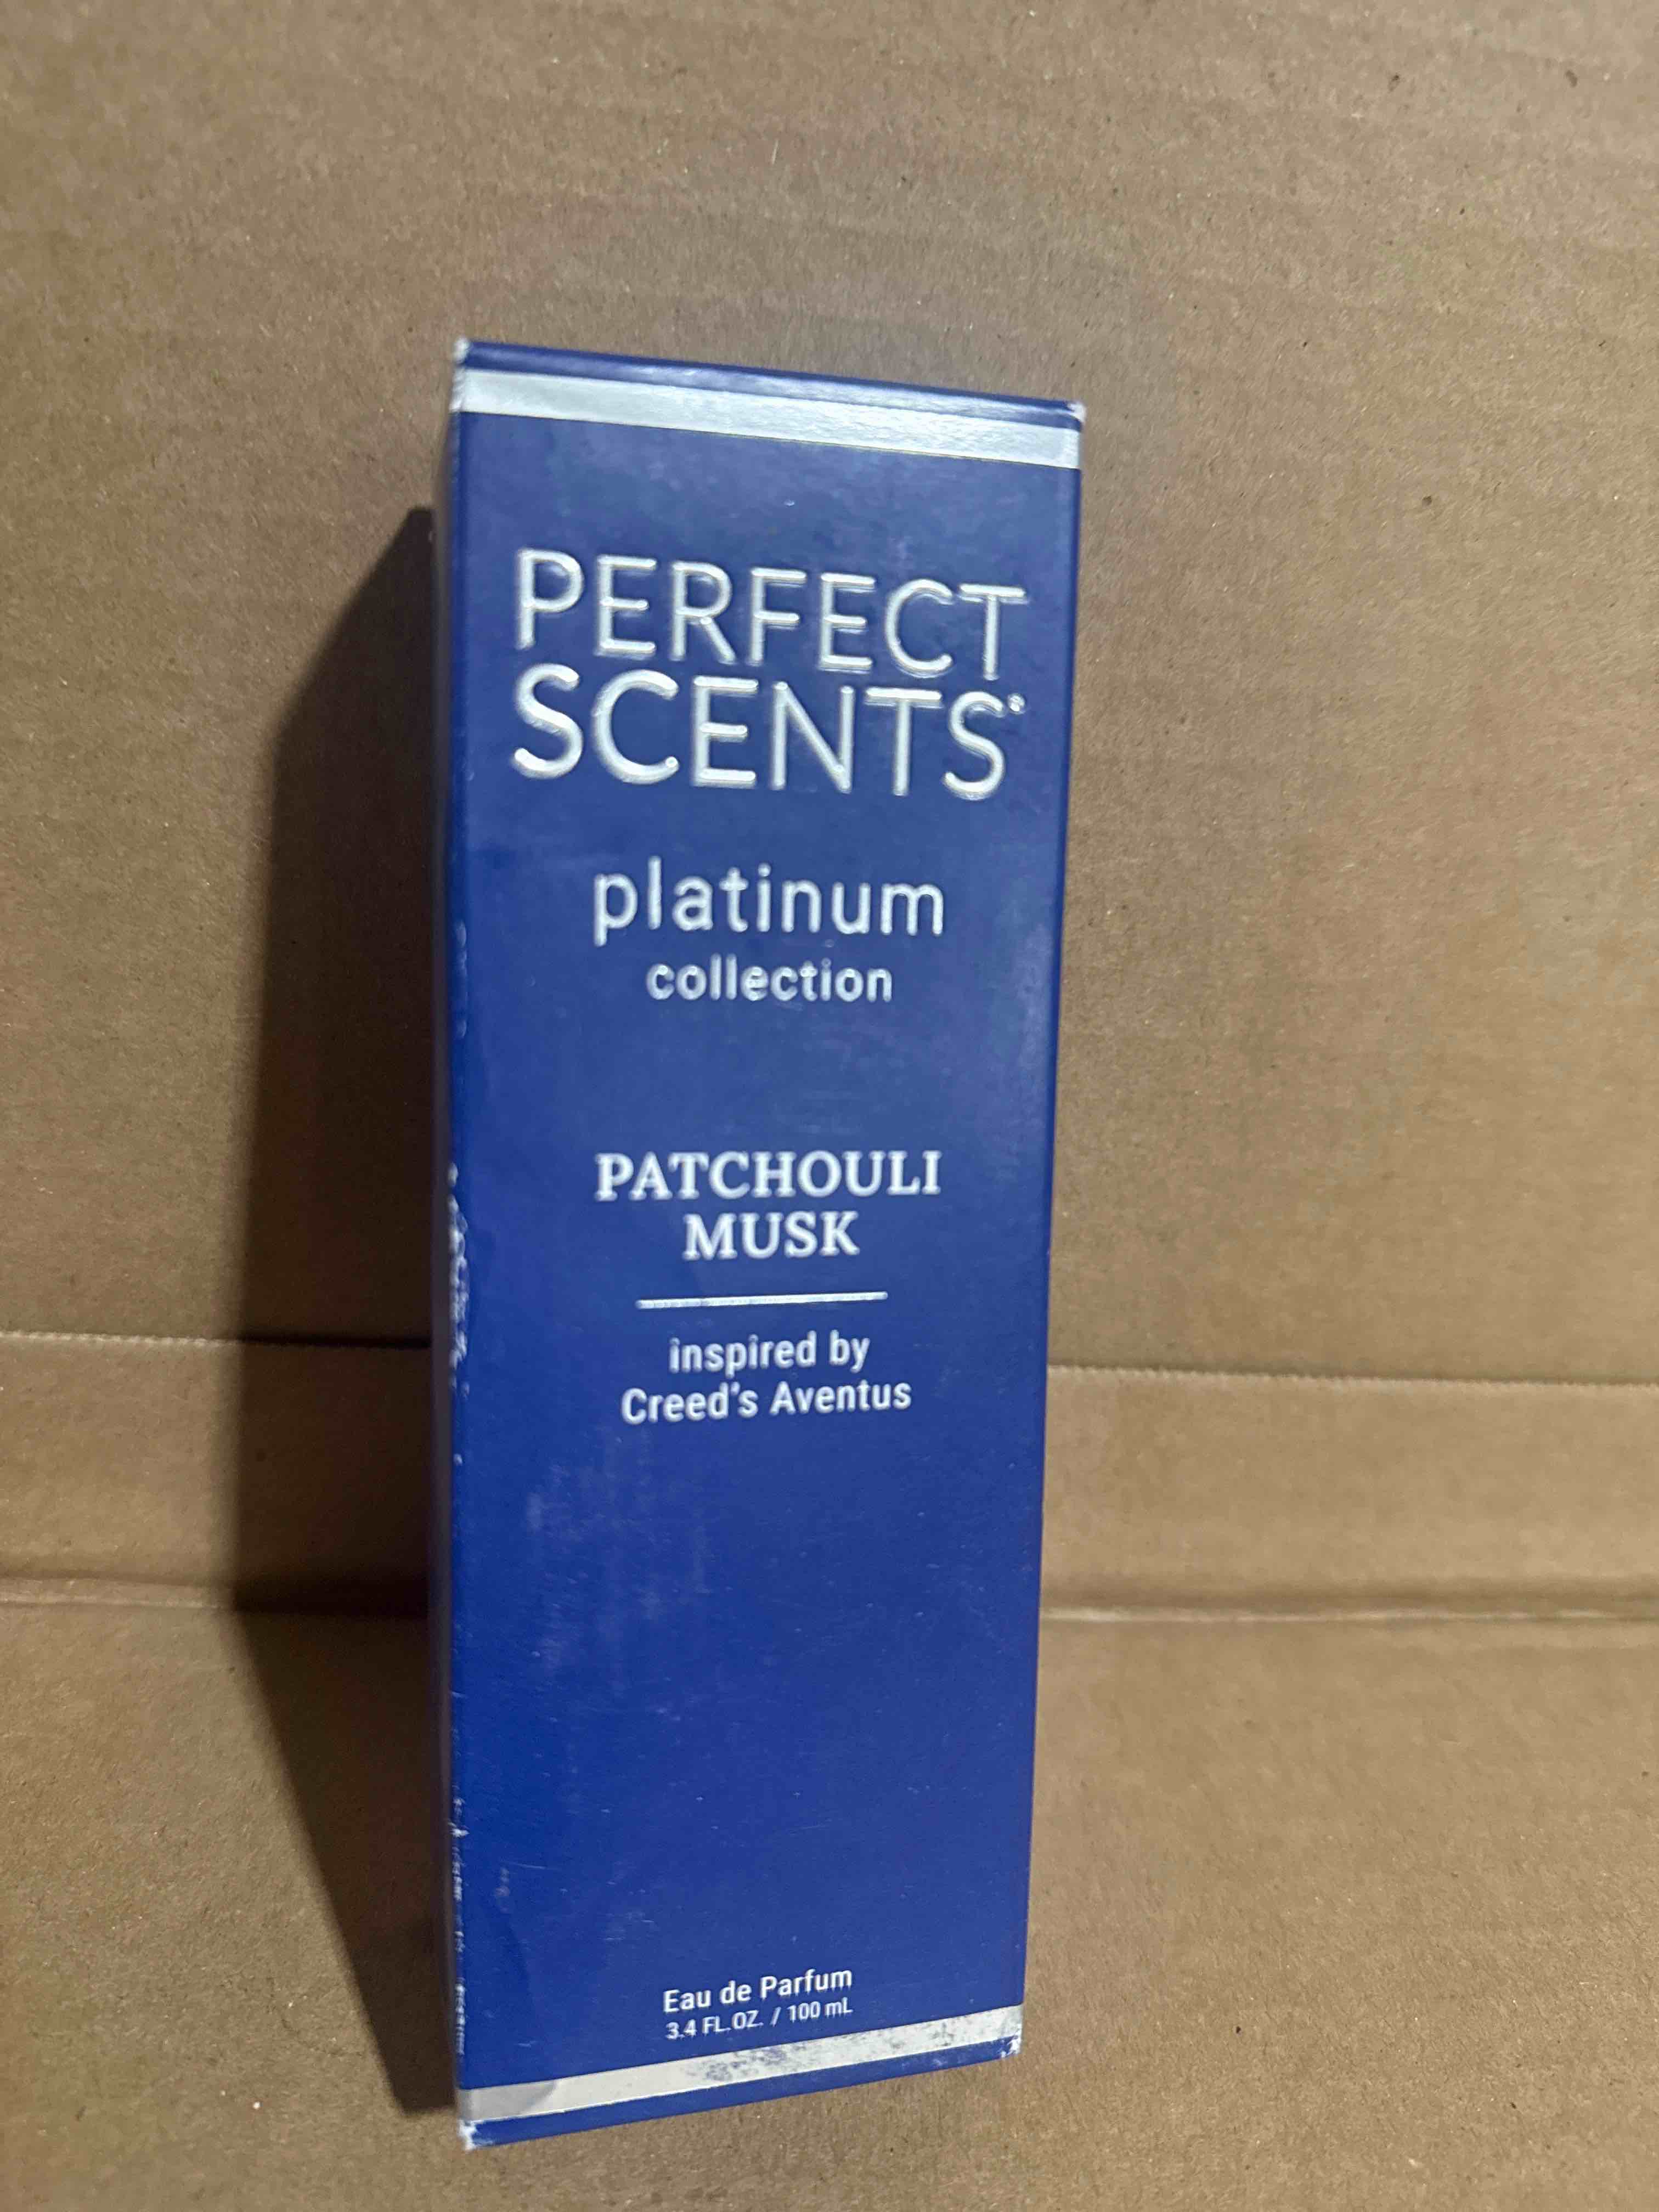 PERFECT
SCENTS®
platinum
collection
PATCHOULI
MUSK
inspired by
Creed's Aventus
Eau de Parfum
3.4 FL. OZ. / 100 mL